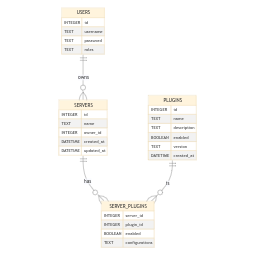 USERS
INTEGER id
TEXT username
TEXT password
TEXT roles
owns
SERVERS
INTEGER id
TEXT name
INTEGER owner_id
DATETIME created_at
DATETIME updated_at
PLUGINS
INTEGER id
TEXT name
TEXT description
BOOLEAN enabled
TEXT version
DATETIME created_at
has
is
SERVER_PLUGINS
INTEGER server_id
INTEGER plugin_id
BOOLEAN enabled
TEXT configurations